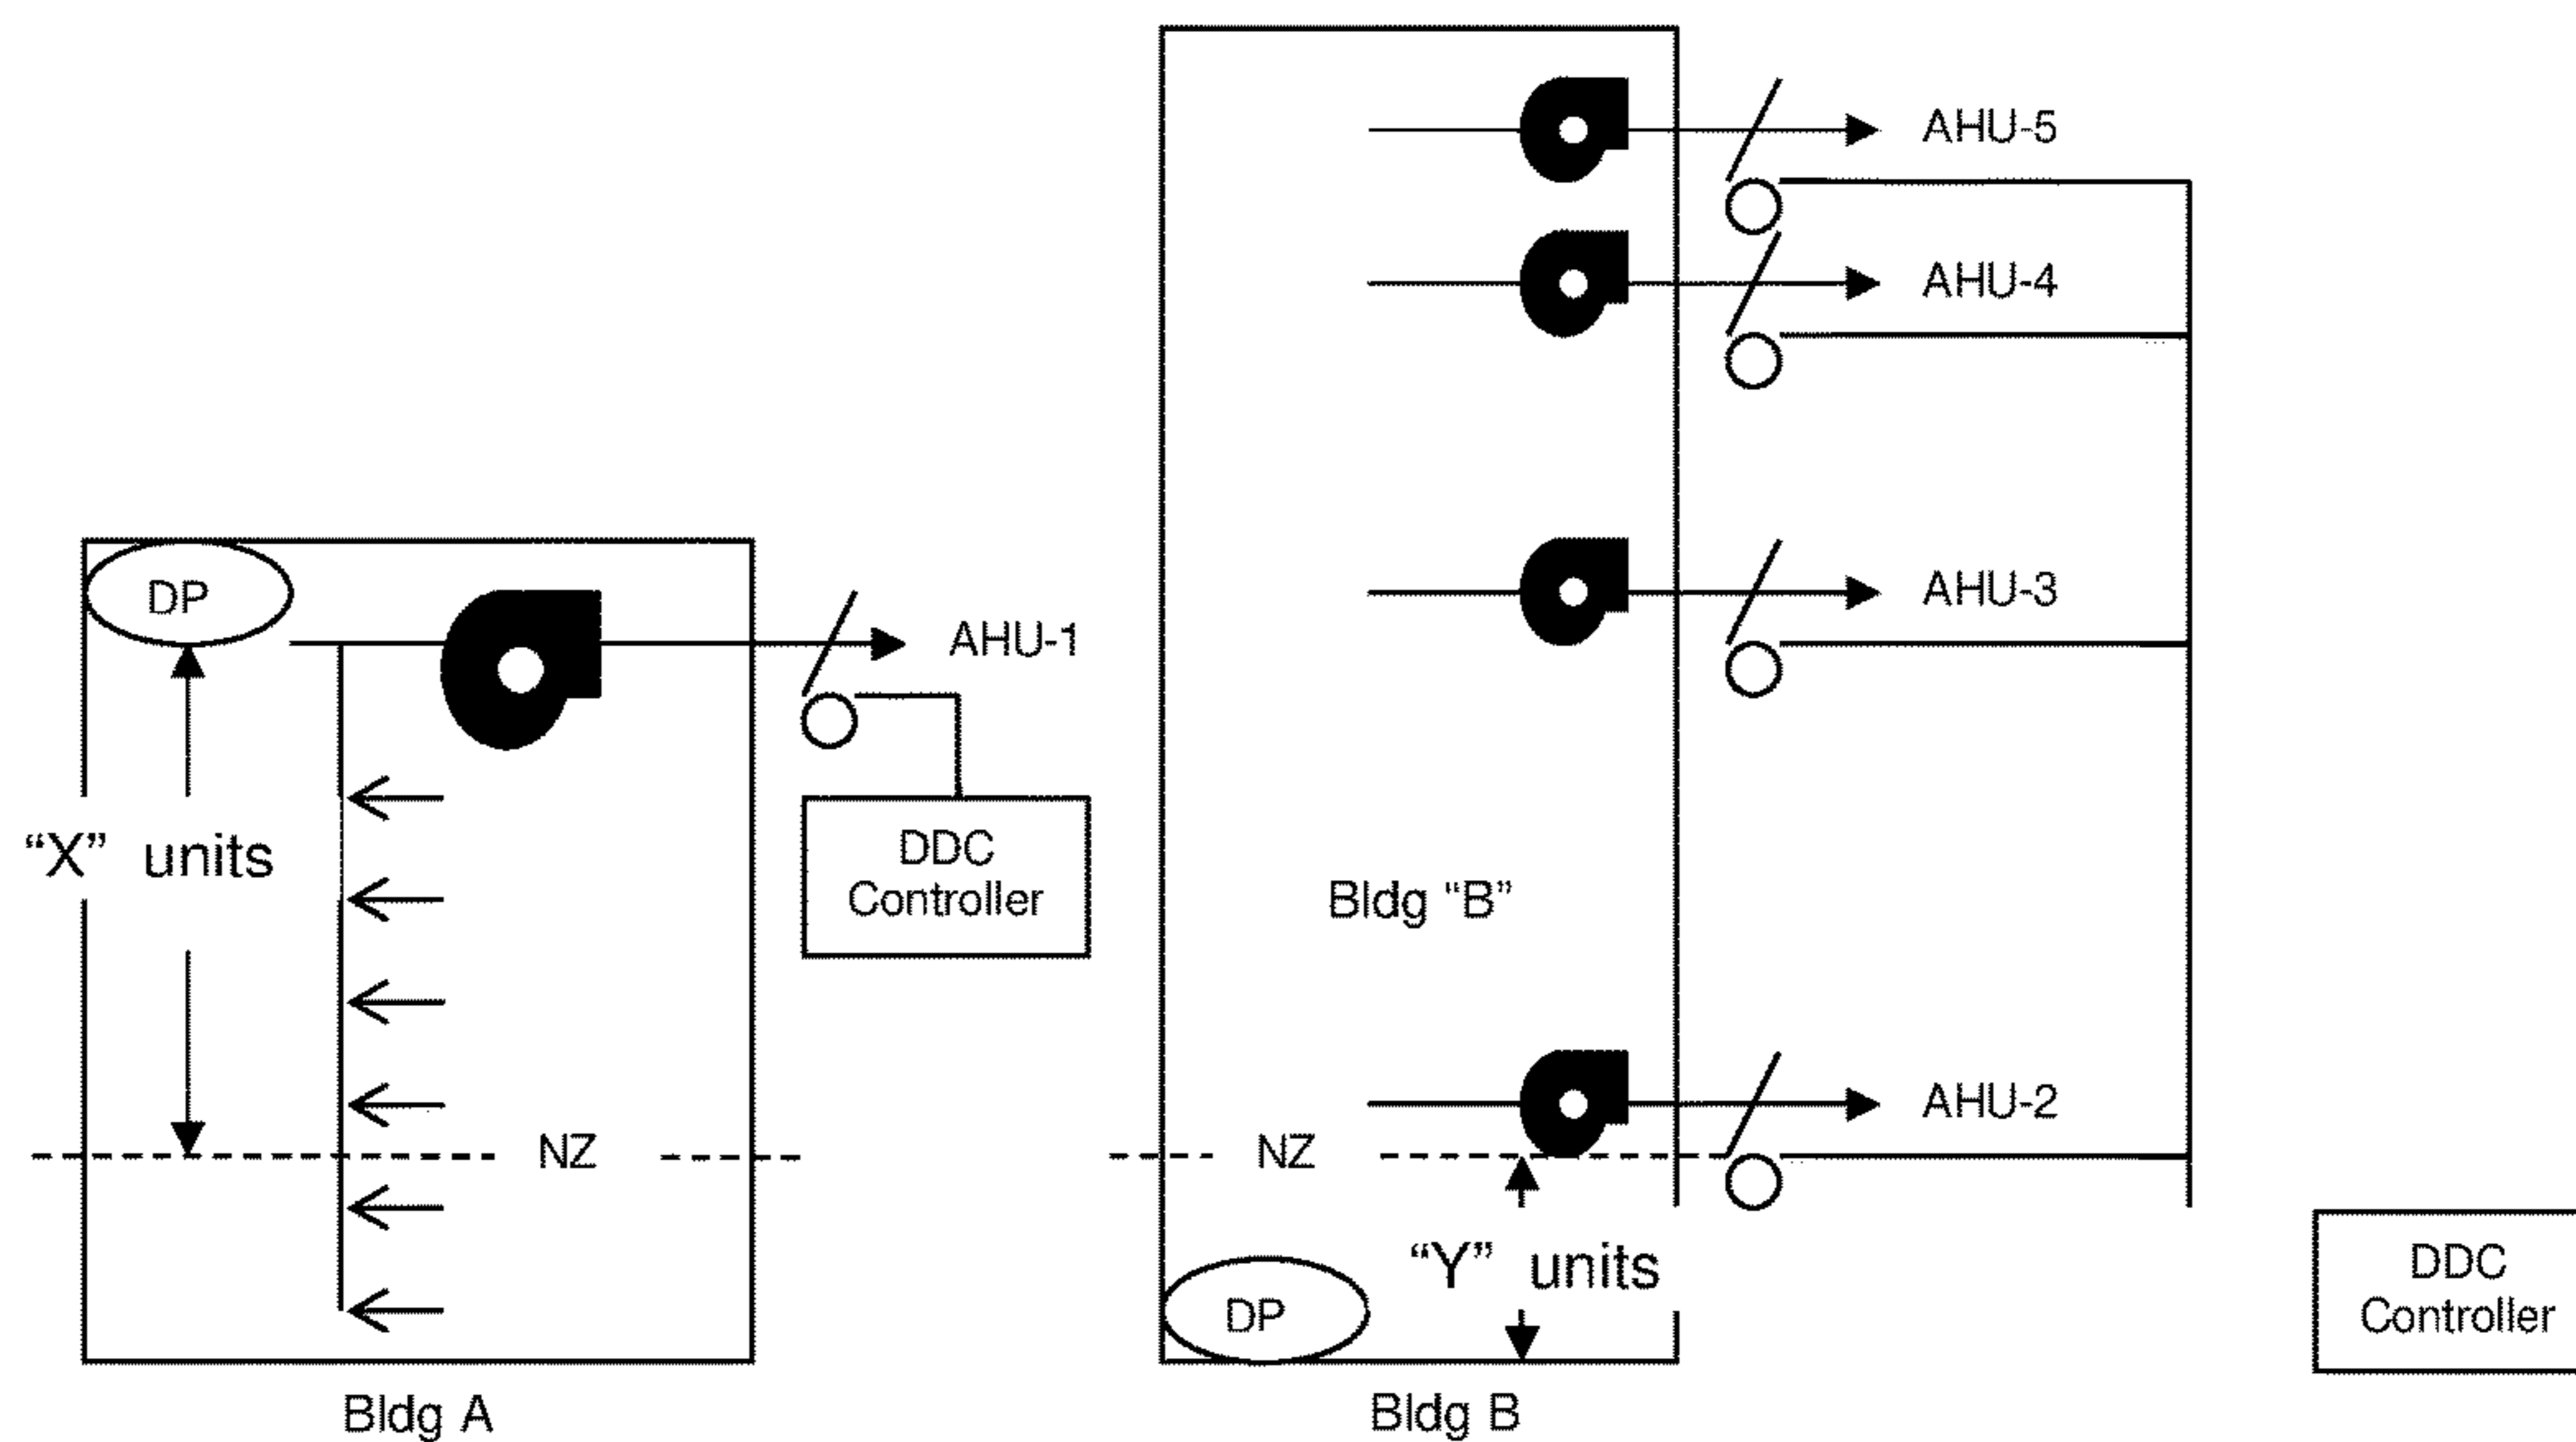 AHU-5
AHU-4
AHU-3
DP
AHU-1
"X" units
DDC
Controller
Bldg "B"
AHU-2
NZ
NZ
"Y" units
DP
DDC
Controller
Bldg A
Bldg B